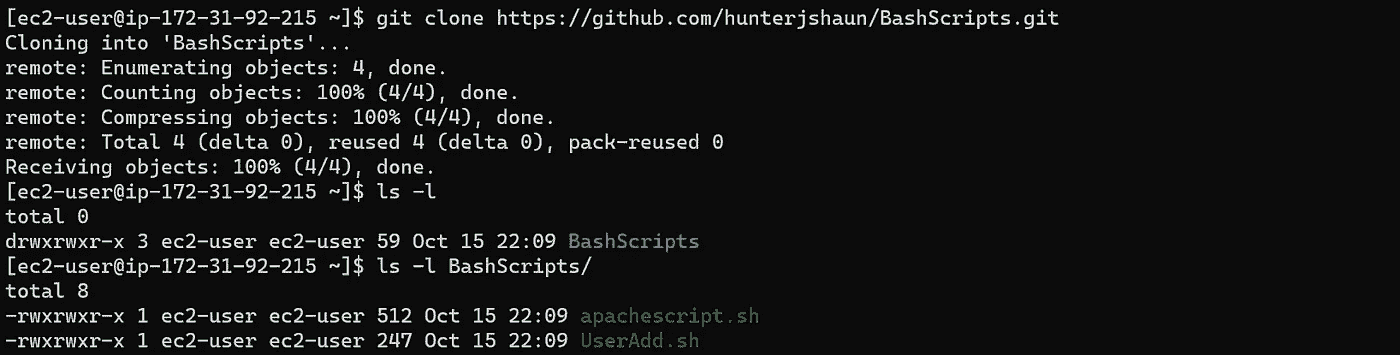 [ec2-user@ip-172-31-92-215 ~]$ git clone https://github.com/hunterjshaun/BashScripts.git
Cloning into 'BashScripts'...
remote: Enumerating objects: 4, done.
remote: Counting objects: 100% (4/4), done.
remote: Compressing objects: 100% (4/4), done.
remote: Total 4 (delta 0), reused 4 (delta 0), pack-reused 0
Receiving objects: 100% (4/4), done.
[ec2-user@ip-172-31-92-215 ~]$ ls -l
total 0
drwxrwxr-x 3 ec2-user ec2-user 59 Oct 15 22:09 BashScripts
[ec2-user@ip-172-31-92-215 ~]$ ls -l BashScripts/
total 8
-rwxrwxr-x 1 ec2-user ec2-user 512 Oct 15 22:09 apachescript.sh
-rwxrwxr-x 1 ec2-user ec2-user 247 Oct 15 22:09 UserAdd.sh